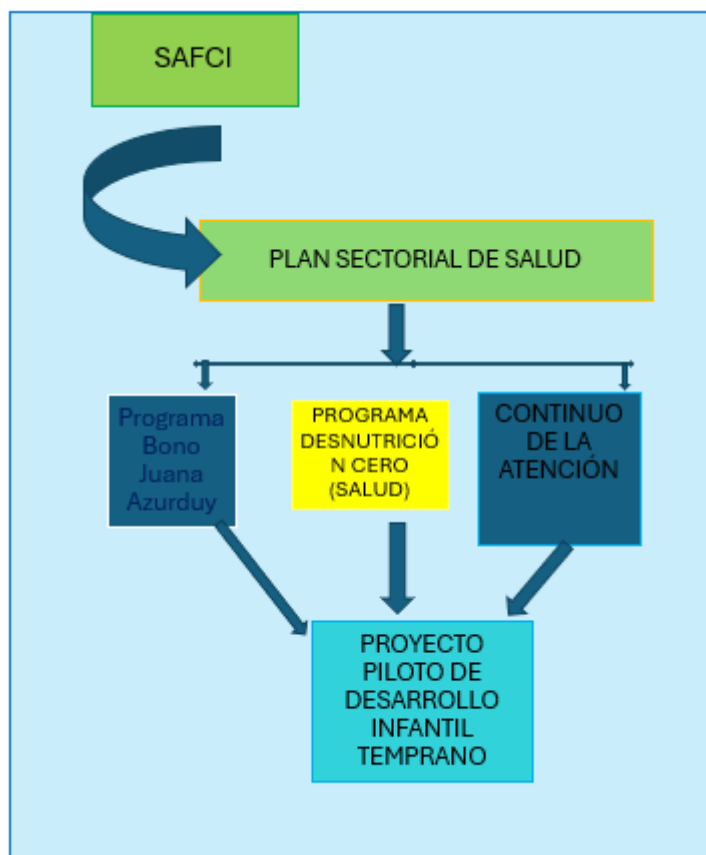 SAFCI
PLAN SECTORIAL DE SALUD
Programa
Bono
Juana
Azurduy
PROGRAMA
DESNUTRICIÓ
N CERO
(SALUD)
CONTINUO
DE LA
ATENCIÓN
PROYECTO
PILOTO DE
DESARROLLO
INFANTIL
TEMPRANO